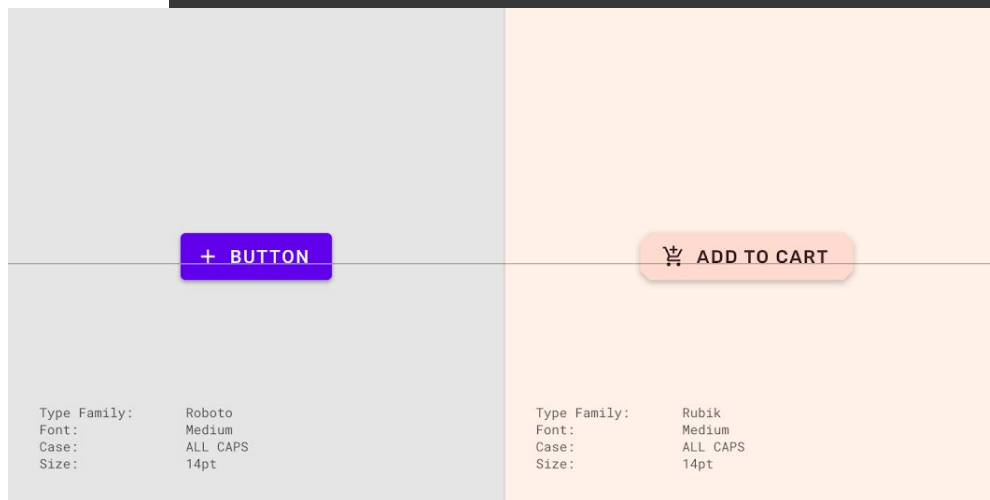 BUTTON
ADD TO CART
Type Family: Roboto
Font: Medium
Case: ALL CAPS
Size: 14pt
Type Family: Rubik
Font: Medium
Case: ALL CAPS
Size: 14pt